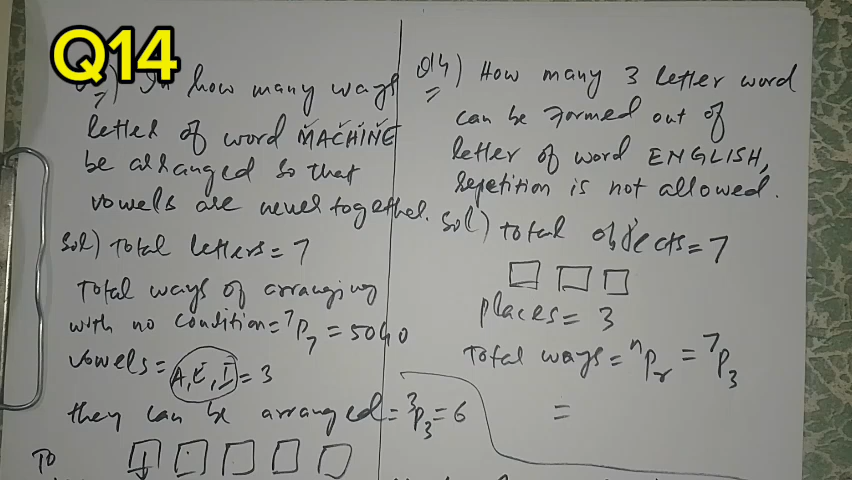 Q14
=) In how many ways
letter of word MACHINE
be arranged so that
vowels are never together.
Sol) Total letters = 7
Total ways of arranging
with no condition = ⁷P₇ = 5040
vowels = A, E, I = 3
they can be arranged = ³P₃ = 6
To
Q14) How many 3 letter word
can be formed out of
letter of word ENGLISH,
repetition is not allowed.
Sol) Total objects = 7
places = 3
Total ways = ⁿPᵣ = ⁷P₃
=